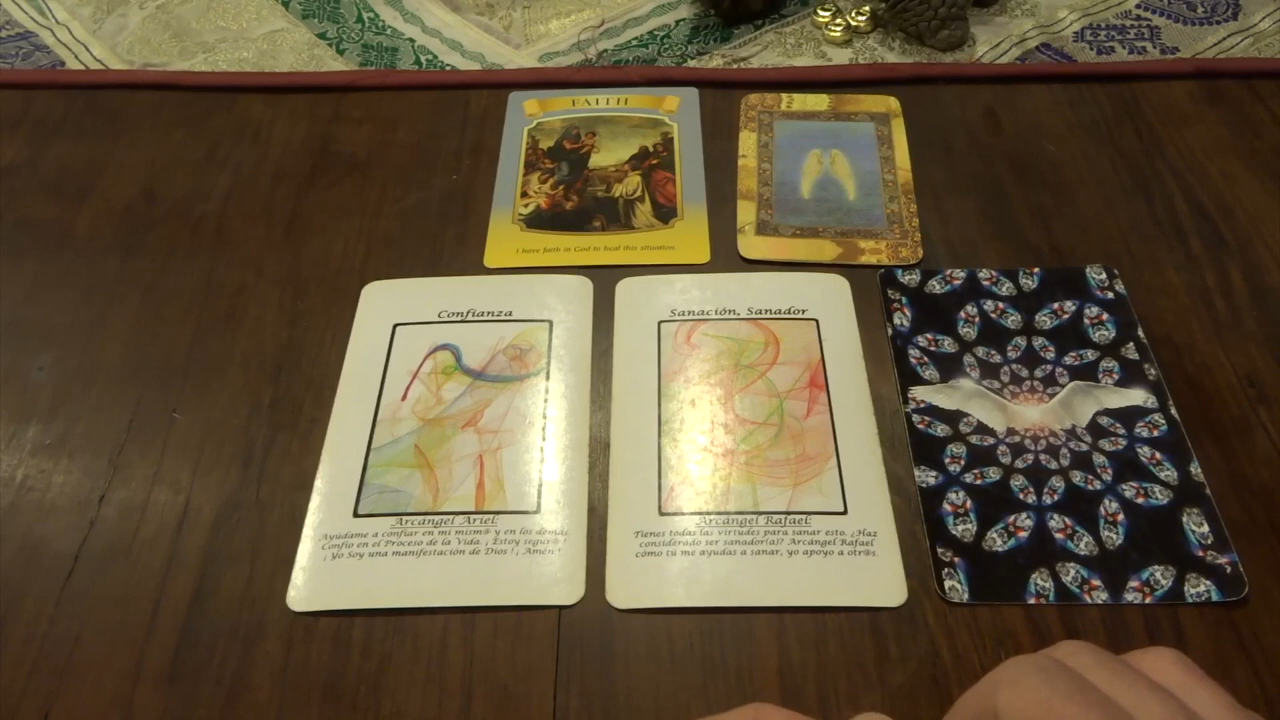 FAITH
I have faith in God to heal this situation.
Confianza
Arcángel Ariel:
Ayúdame a confiar en mi mism@ y en los demás
Confío en el Proceso de la Vida. ¡ Estoy segur@ !
¡ Yo Soy una manifestación de Dios ! ¡ Amén !
Sanación, Sanador
Arcángel Rafael:
Tienes todas las virtudes para sanar esto. ¿Haz
considerado ser sanador(a)? Arcángel Rafael
cómo tú me ayudas a sanar, yo apoyo a otr@s.